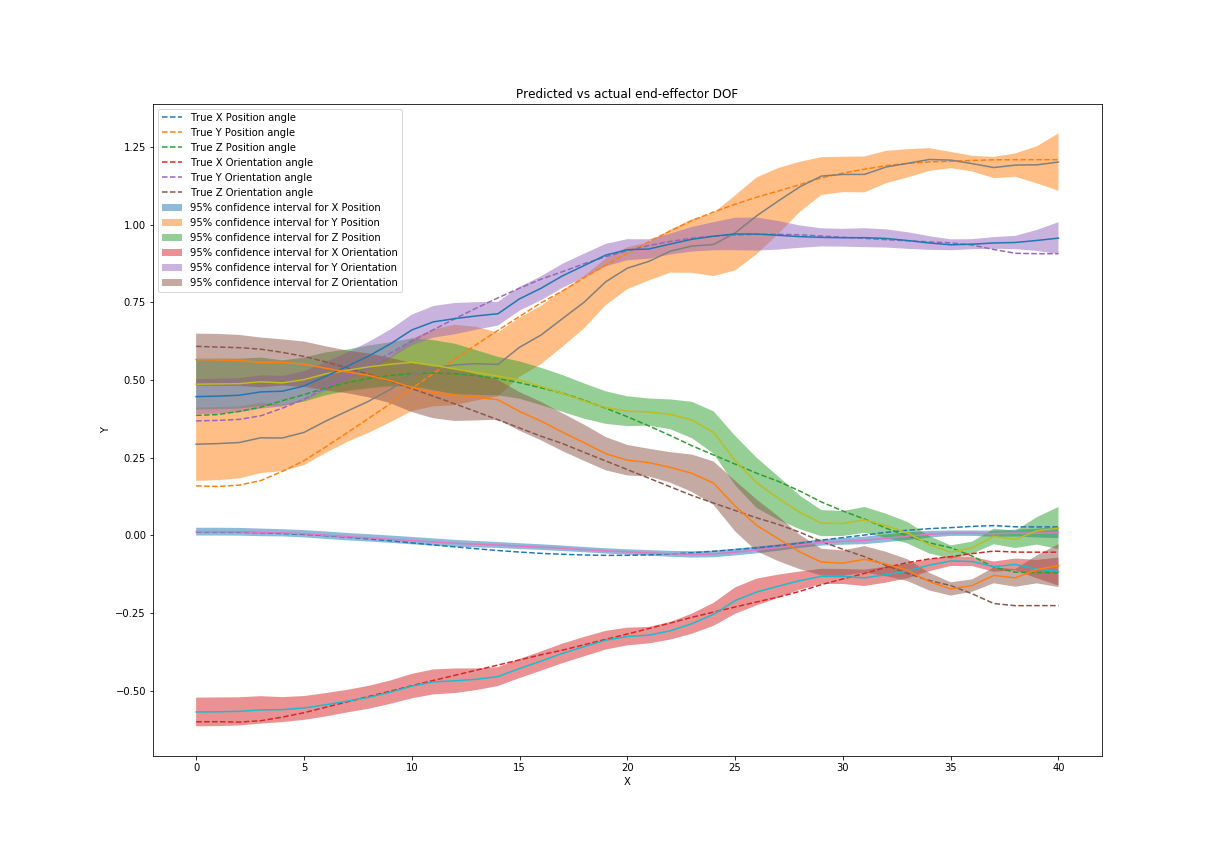 Predicted vs actual end-effector DOF
True X Position angle
True Y Position angle
True Z Position angle
True X Orientation angle
True Y Orientation angle
True Z Orientation angle
95% confidence interval for X Position
95% confidence interval for Y Position
95% confidence interval for Z Position
95% confidence interval for X Orientation
95% confidence interval for Y Orientation
95% confidence interval for Z Orientation
1.25
1.00
0.75
0.50
0.25
0.00
−0.25
−0.50
Y
0 5 10 15 20 25 30 35 40
X